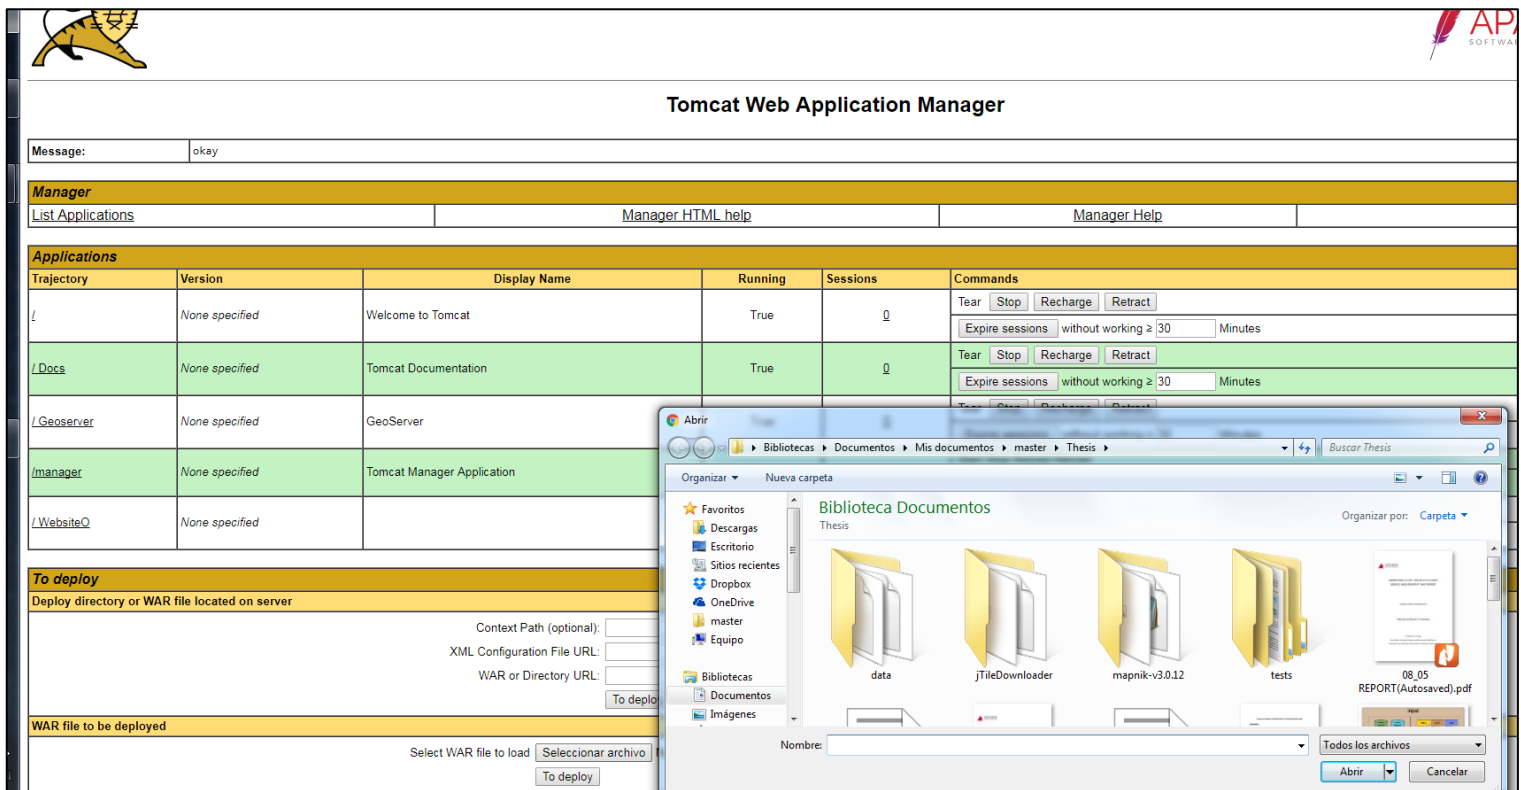 APA
SOFTWAR
Tomcat Web Application Manager
Message: okay
Manager
List Applications Manager HTML help Manager Help
Applications
Trajectory Version Display Name Running Sessions Commands
/ None specified Welcome to Tomcat True 0
Tear Stop Recharge Retract
Expire sessions without working ≥ 30 Minutes
/ Docs None specified Tomcat Documentation True 0
Tear Stop Recharge Retract
Expire sessions without working ≥ 30 Minutes
/ Geoserver None specified GeoServer
/manager None specified Tomcat Manager Application
/ WebsiteO None specified
To deploy
Deploy directory or WAR file located on server
Context Path (optional):
XML Configuration File URL:
WAR or Directory URL:
To deplo
WAR file to be deployed
Select WAR file to load Seleccionar archivo
To deploy
Abrir
Bibliotecas Documentos Mis documentos master Thesis
Buscar Thesis
Organizar Nueva carpeta
Favoritos
Descargas
Escritorio
Sitios recientes
Dropbox
OneDrive
master
Equipo
Bibliotecas
Documentos
Imágenes
Biblioteca Documentos
Thesis
Organizar por: Carpeta
data
jTileDownloader
mapnik-v3.0.12
tests
08_05
REPORT(Autosaved).pdf
Nombre:
Todos los archivos
Abrir Cancelar